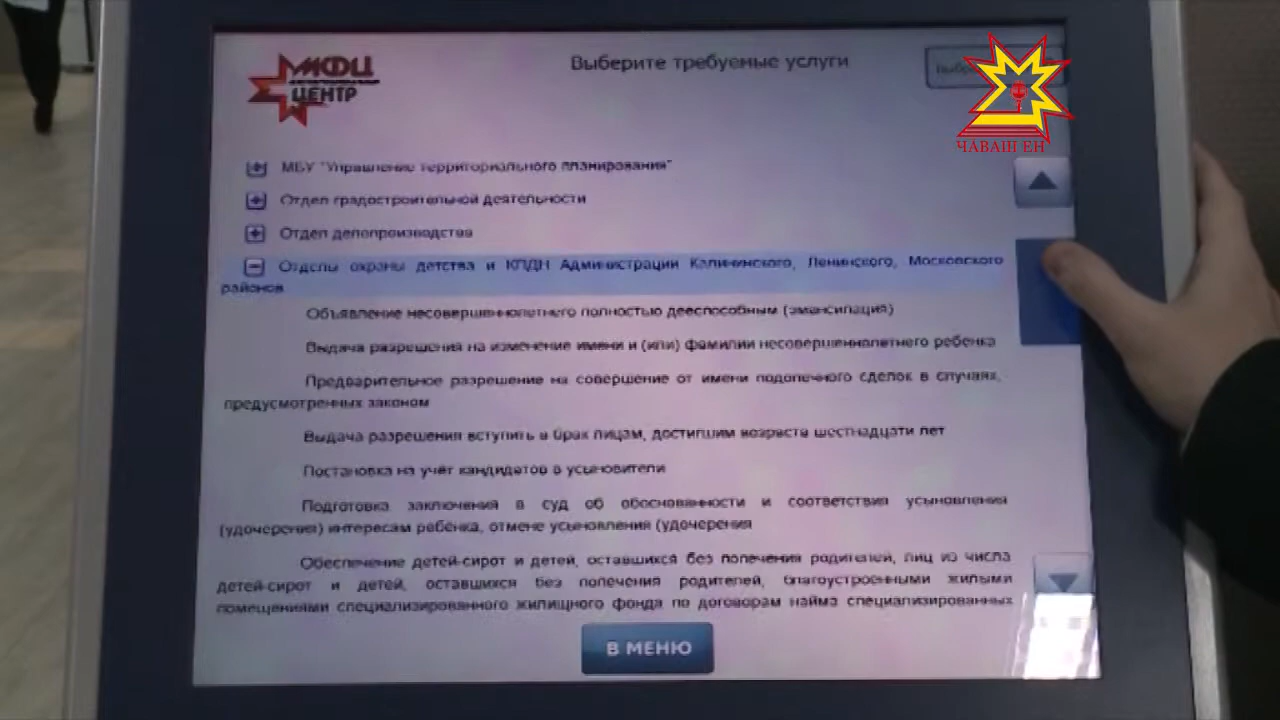 МФЦ
ЦЕНТР
Выберите требуемые услуги
ЧӐВАШ ЕН
МБУ "Управление территориального планирования"
Отдел градостроительной деятельности
Отдел делопроизводства
Отделы охраны детства и КПДН Администрации Калининского, Ленинского, Московского
районов
Объявление несовершеннолетнего полностью дееспособным (эмансипация)
Выдача разрешения на изменение имени и (или) фамилии несовершеннолетнего ребенка
Предварительное разрешение на совершение от имени подопечного сделок в случаях,
предусмотренных законом
Выдача разрешения вступить в брак лицам, достигшим возраста шестнадцати лет
Постановка на учёт кандидатов в усыновители
Подготовка заключения в суд об обоснованности и соответствия усыновления
(удочерения) интересам ребёнка, отмене усыновления (удочерения
Обеспечение детей-сирот и детей, оставшихся без попечения родителей, лиц из числа
детей-сирот и детей, оставшихся без попечения родителей, благоустроенными жилыми
помещениями специализированного жилищного фонда по договорам найма специализированных
В МЕНЮ